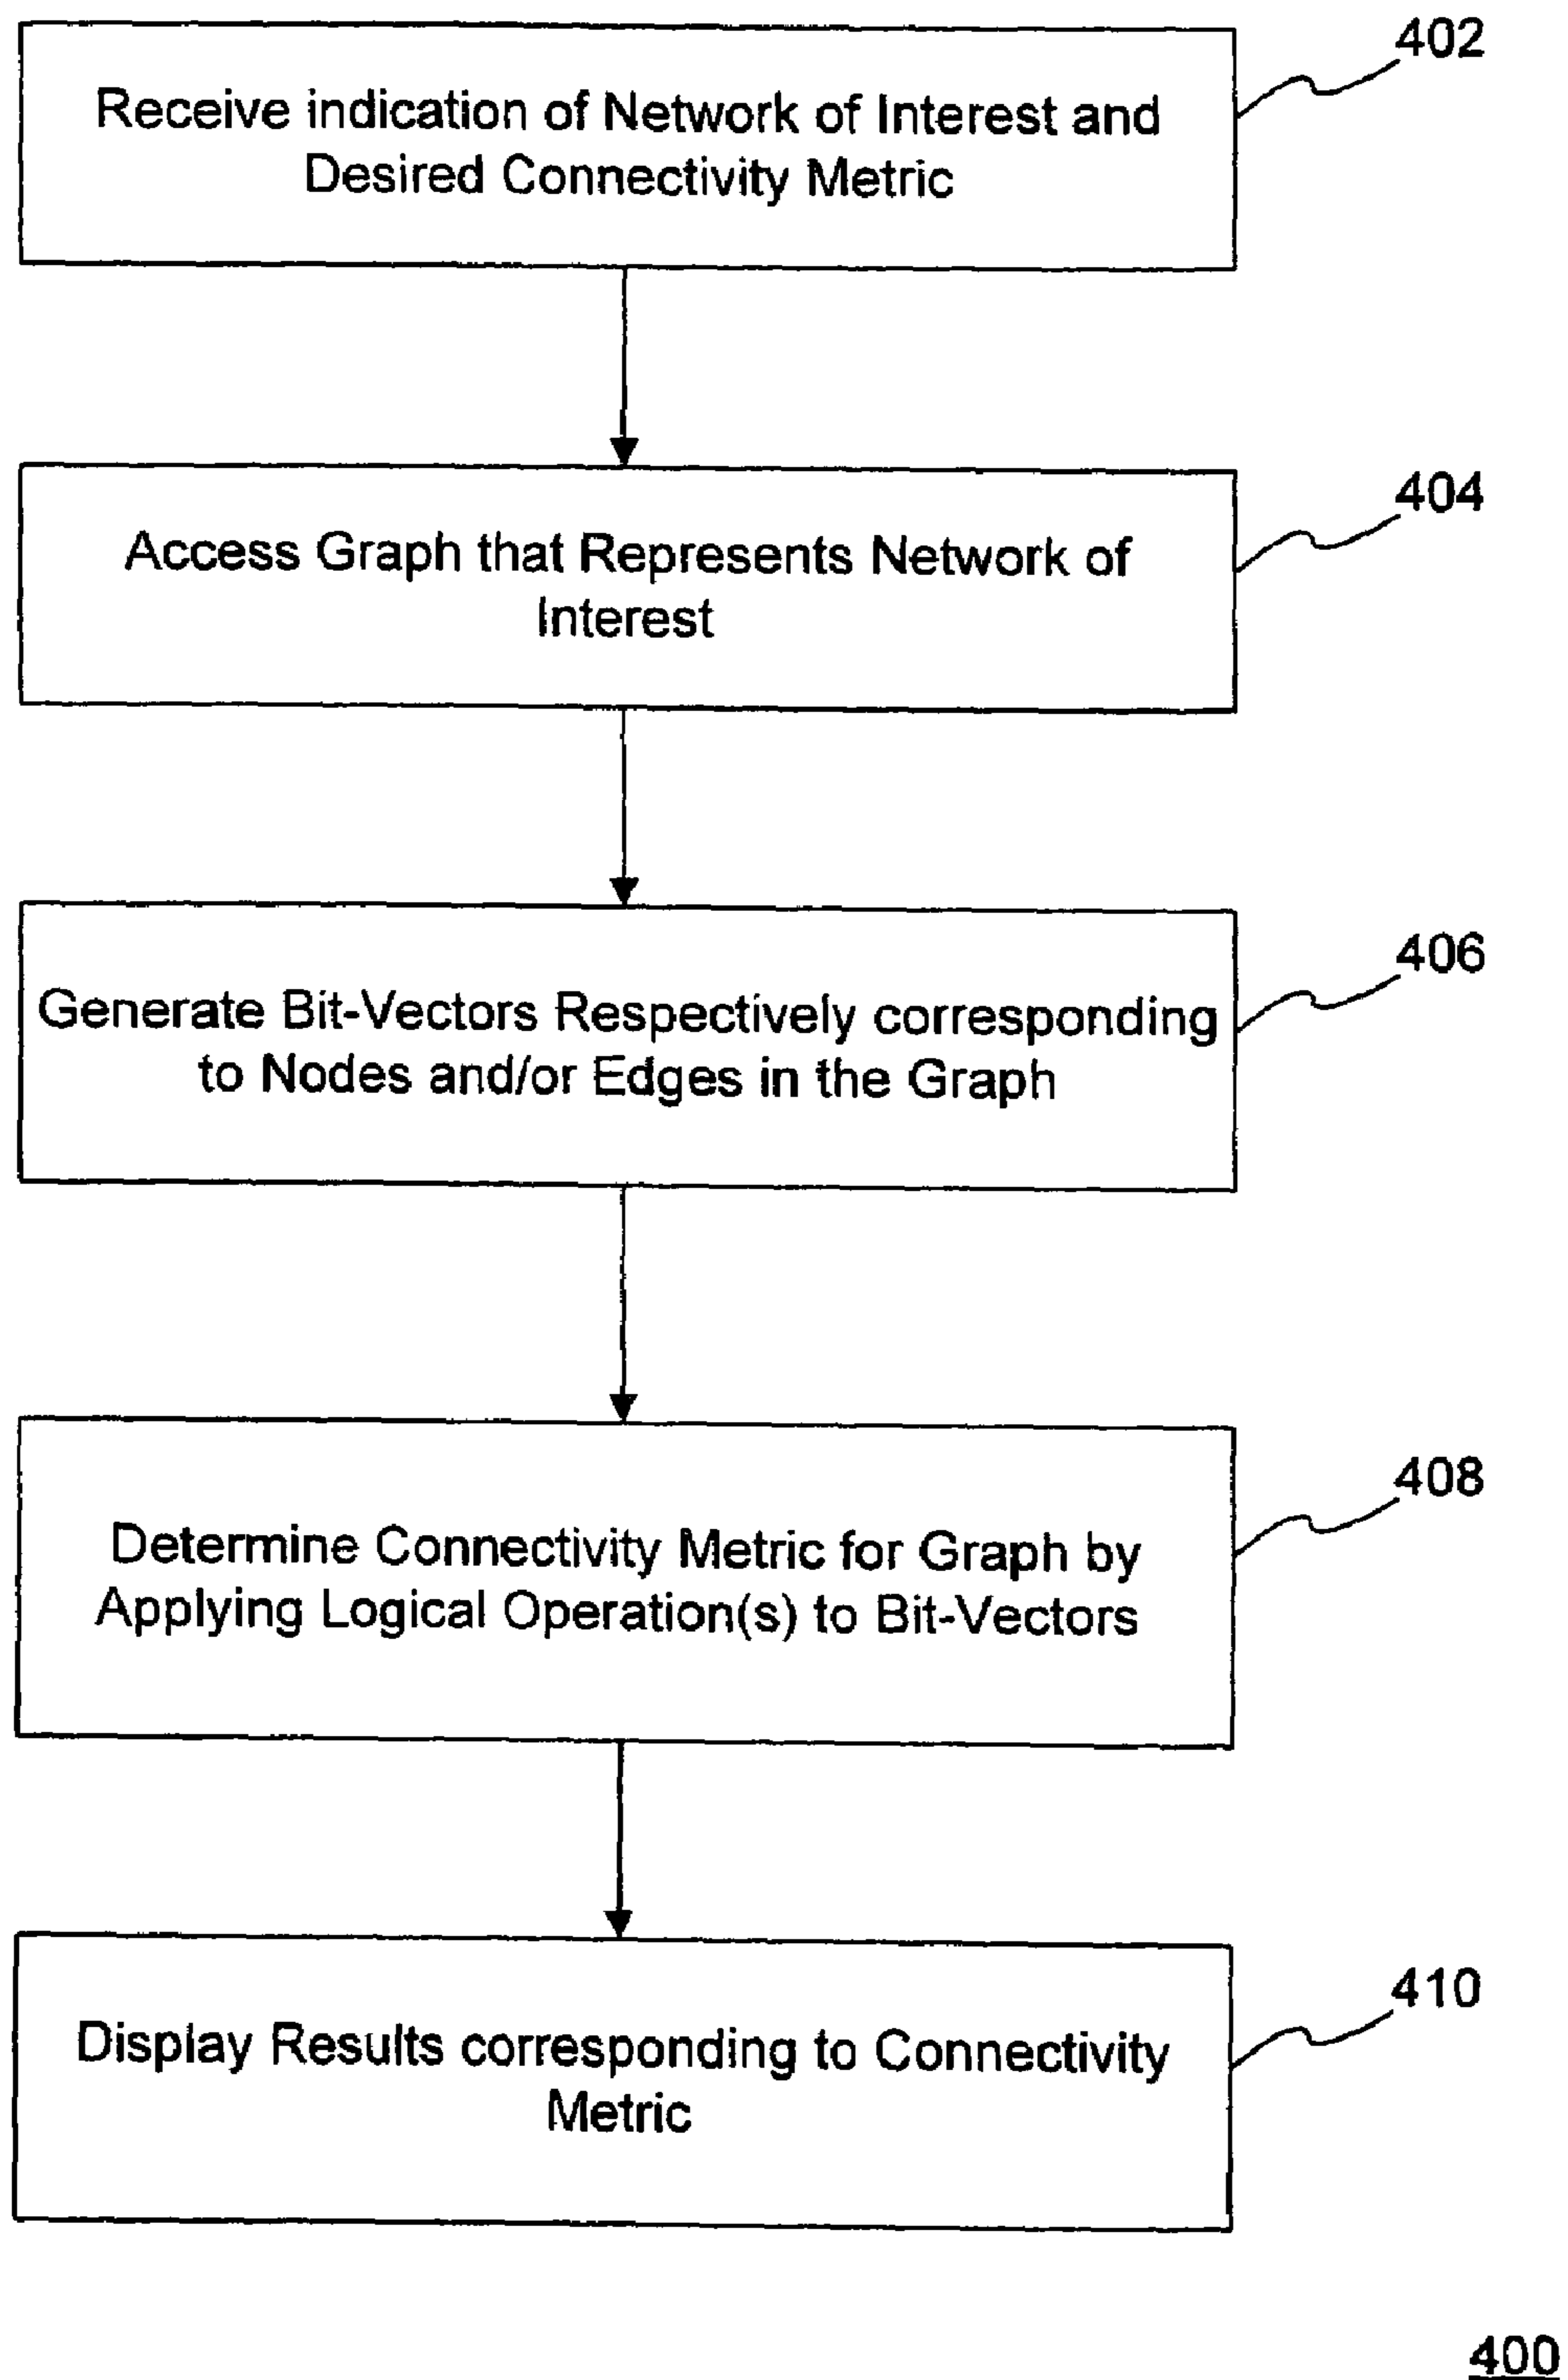 402
Receive indication of Network of Interest and
Desired Connectivity Metric
404
Access Graph that Represents Network of
Interest
406
Generate Bit-Vectors Respectively corresponding
to Nodes and/or Edges in the Graph
408
Determine Connectivity Metric for Graph by
Applying Logical Operation(s) to Bit-Vectors
410
Display Results corresponding to Connectivity
Metric
400